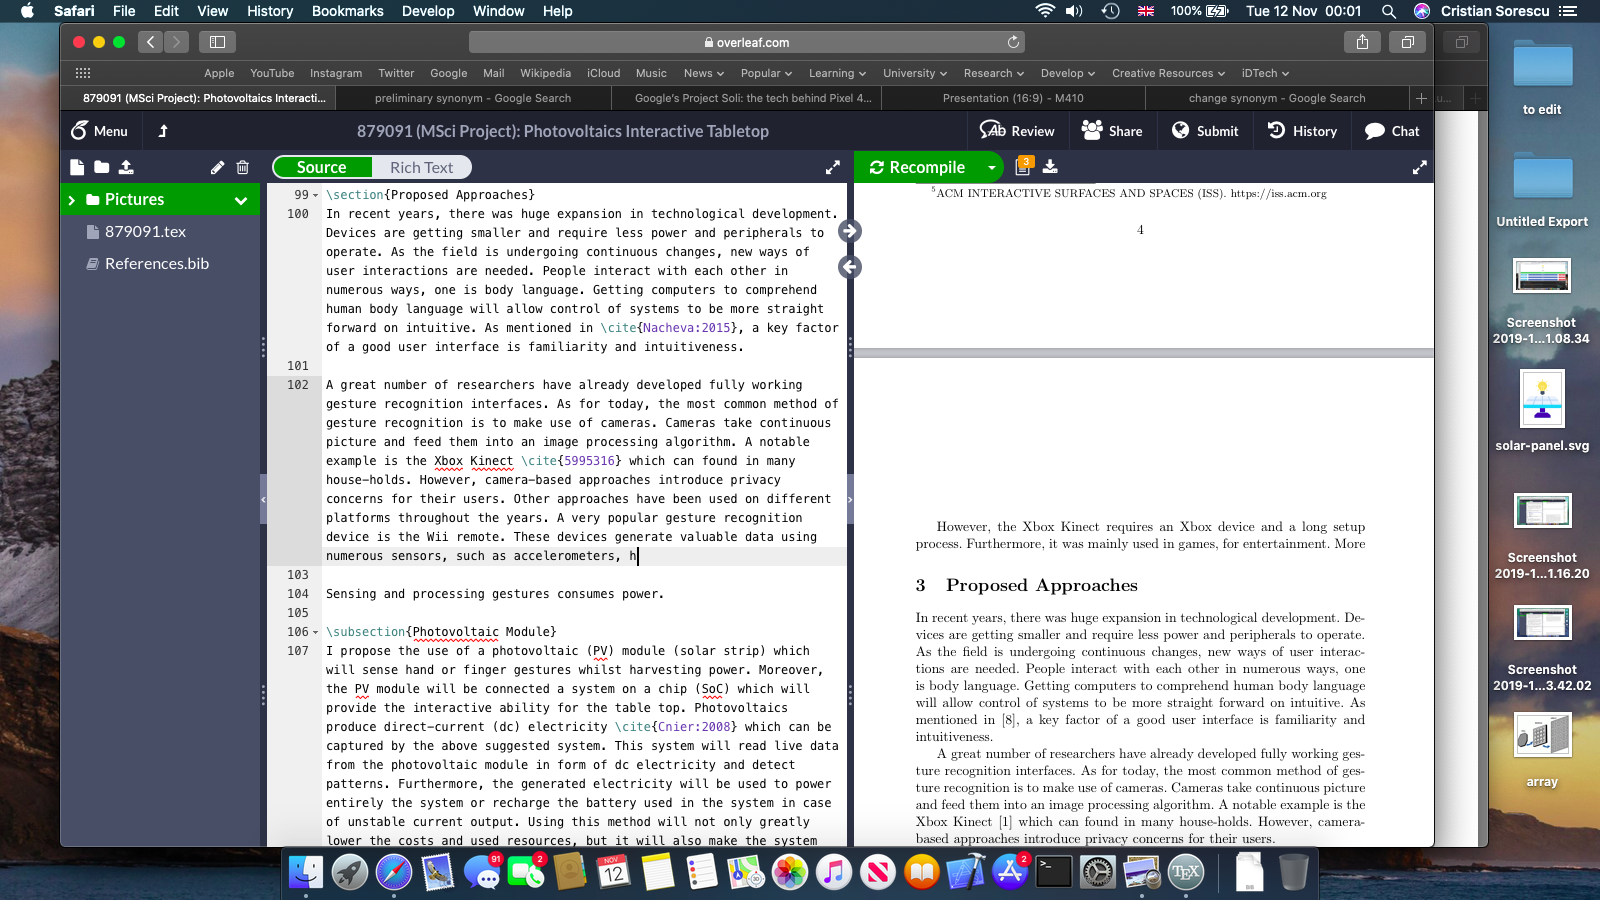 Safari File Edit View History Bookmarks Develop Window Help 100% Tue 12 Nov 00:01 Cristian Sorescu
overleaf.com
Apple YouTube Instagram Twitter Google Mail Wikipedia iCloud Music News Popular Learning University Research Develop Creative Resources iDTech
879091 (MSci Project): Photovoltaics Interacti... preliminary synonym - Google Search Google's Project Soli: the tech behind Pixel 4... Presentation (16:9) - M410 change synonym - Google Search
Menu 879091 (MSci Project): Photovoltaics Interactive Tabletop Review Share Submit History Chat
Source Rich Text Recompile 3
Pictures
879091.tex
References.bib
99 \section{Proposed Approaches}
100 In recent years, there was huge expansion in technological development.
Devices are getting smaller and require less power and peripherals to
operate. As the field is undergoing continuous changes, new ways of
user interactions are needed. People interact with each other in
numerous ways, one is body language. Getting computers to comprehend
human body language will allow control of systems to be more straight
forward on intuitive. As mentioned in \cite{Nacheva:2015}, a key factor
of a good user interface is familiarity and intuitiveness.
101
102 A great number of researchers have already developed fully working
gesture recognition interfaces. As for today, the most common method of
gesture recognition is to make use of cameras. Cameras take continuous
picture and feed them into an image processing algorithm. A notable
example is the Xbox Kinect \cite{5995316} which can found in many
house-holds. However, camera-based approaches introduce privacy
concerns for their users. Other approaches have been used on different
platforms throughout the years. A very popular gesture recognition
device is the Wii remote. These devices generate valuable data using
numerous sensors, such as accelerometers, h
103
104 Sensing and processing gestures consumes power.
105
106 \subsection{Photovoltaic Module}
107 I propose the use of a photovoltaic (PV) module (solar strip) which
will sense hand or finger gestures whilst harvesting power. Moreover,
the PV module will be connected a system on a chip (SoC) which will
provide the interactive ability for the table top. Photovoltaics
produce direct-current (dc) electricity \cite{Cnier:2008} which can be
captured by the above suggested system. This system will read live data
from the photovoltaic module in form of dc electricity and detect
patterns. Furthermore, the generated electricity will be used to power
entirely the system or recharge the battery used in the system in case
of unstable current output. Using this method will not only greatly
lower the costs and used resources, but it will also make the system
5ACM INTERACTIVE SURFACES AND SPACES (ISS). https://iss.acm.org
4
However, the Xbox Kinect requires an Xbox device and a long setup
process. Furthermore, it was mainly used in games, for entertainment. More
3 Proposed Approaches
In recent years, there was huge expansion in technological development. De-
vices are getting smaller and require less power and peripherals to operate.
As the field is undergoing continuous changes, new ways of user interac-
tions are needed. People interact with each other in numerous ways, one
is body language. Getting computers to comprehend human body language
will allow control of systems to be more straight forward on intuitive. As
mentioned in [8], a key factor of a good user interface is familiarity and
intuitiveness.
A great number of researchers have already developed fully working ges-
ture recognition interfaces. As for today, the most common method of ges-
ture recognition is to make use of cameras. Cameras take continuous picture
and feed them into an image processing algorithm. A notable example is the
Xbox Kinect [1] which can found in many house-holds. However, camera-
based approaches introduce privacy concerns for their users.
to edit
Untitled Export
Screenshot
2019-1...1.08.34
solar-panel.svg
Screenshot
2019-1...1.16.20
Screenshot
2019-1...3.42.02
array
91 2 NOV 12 2 TEX